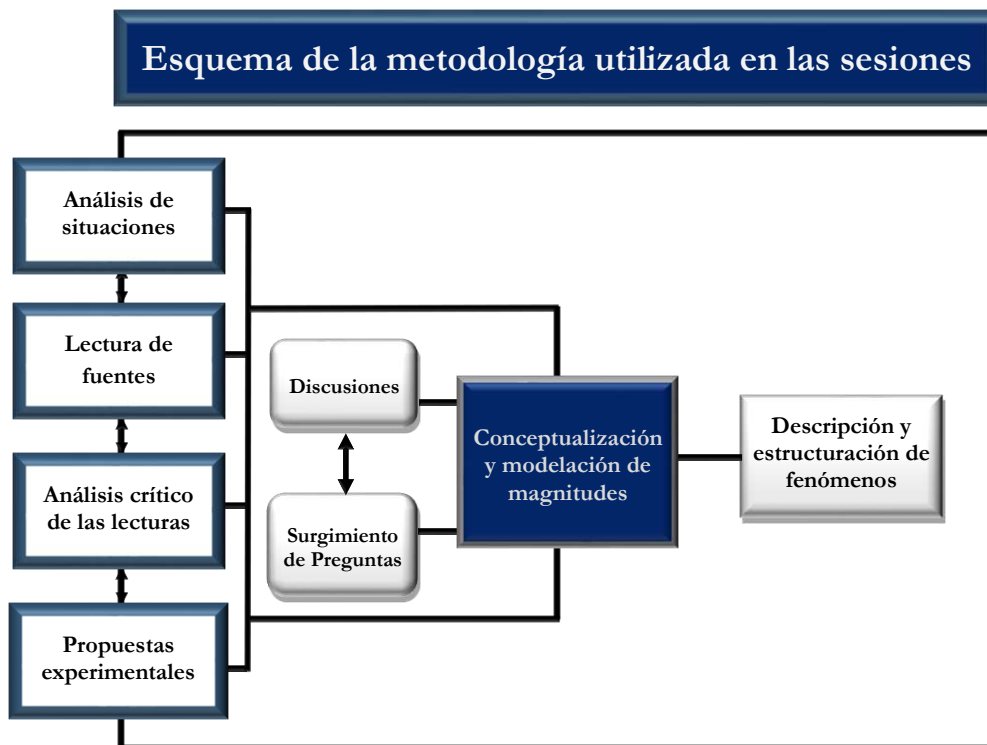 Esquema de la metodología utilizada en las sesiones
Análisis de
situaciones
Lectura de
fuentes
Análisis crítico
de las lecturas
Propuestas
experimentales
Discusiones
Surgimiento
de Preguntas
Conceptualización
y modelación de
magnitudes
Descripción y
estructuración de
fenómenos